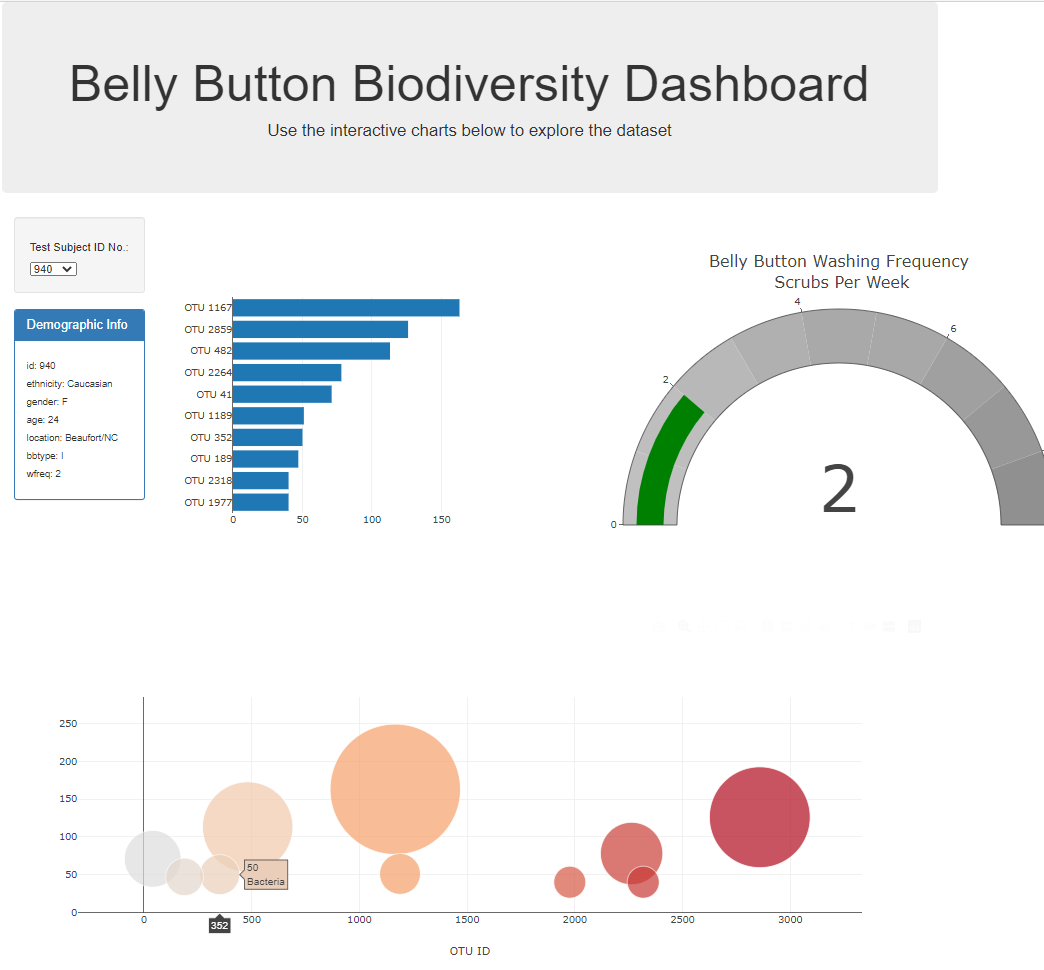 Belly Button Biodiversity Dashboard
Use the interactive charts below to explore the dataset
Test Subject ID No.:
940
Demographic Info
id: 940
ethnicity: Caucasian
gender: F
age: 24
location: Beaufort/NC
bbtype: I
wfreq: 2
OTU 1167
OTU 2859
OTU 482
OTU 2264
OTU 41
OTU 1189
OTU 352
OTU 189
OTU 2318
OTU 1977
0 50 100 150
Belly Button Washing Frequency
Scrubs Per Week
0
2
4
6
2
250
200
150
100
50
0
50
Bacteria
0 500 1000 1500 2000 2500 3000
352
OTU ID